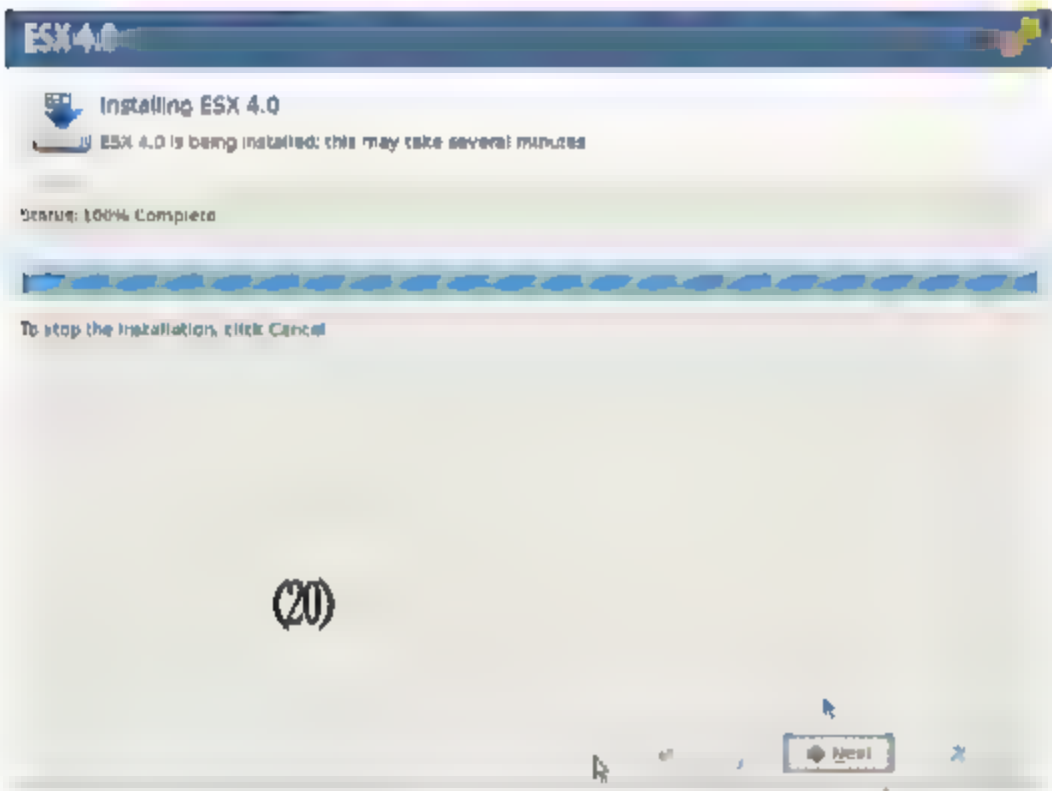 ESX 4.0
Installing ESX 4.0
ESX 4.0 is being installed; this may take several minutes
Status: 100% Complete
To stop the installation, click Cancel
(20)
Next